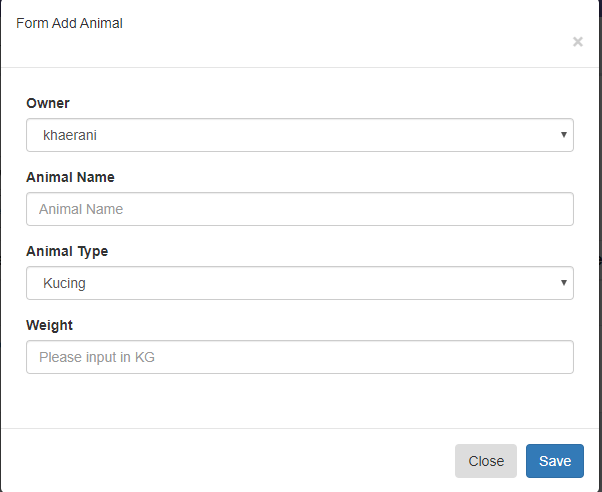 Form Add Animal
×
Owner
khaerani
Animal Name
Animal Name
Animal Type
Kucing
Weight
Please input in KG
Close
Save